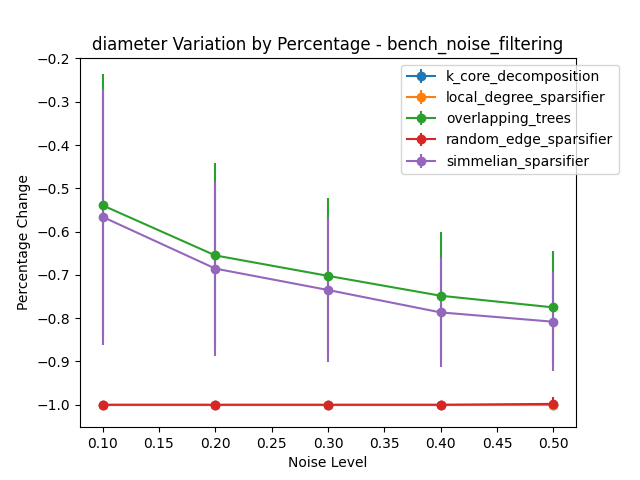 diameter Variation by Percentage - bench_noise_filtering
k_core_decomposition
local_degree_sparsifier
overlapping_trees
random_edge_sparsifier
simmelian_sparsifier
Percentage Change
−0.2
−0.3
−0.4
−0.5
−0.6
−0.7
−0.8
−0.9
−1.0
0.10 0.15 0.20 0.25 0.30 0.35 0.40 0.45 0.50
Noise Level